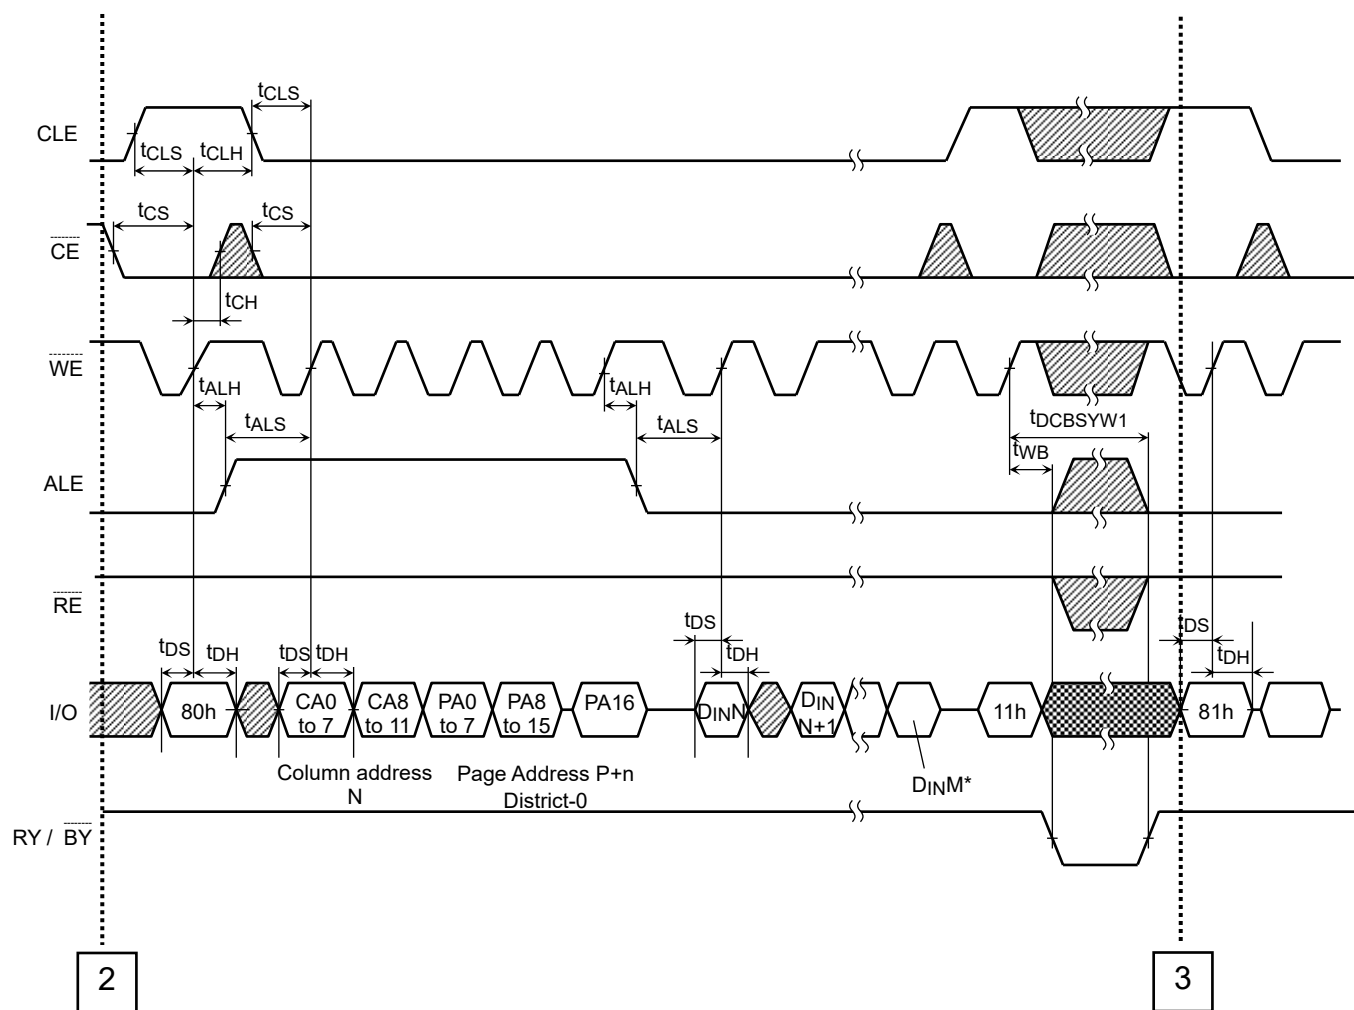 tCLS
CLE
tCLS tCLH
tCS tCS
CE
tCH
WE
tALH tALH
tALS tALS
tDCBSYW1
tWB
ALE
RE
tDS tDH tDS tDH tDS tDH tDS tDH
I/O 80h CA0 to 7 CA8 to 11 PA0 to 7 PA8 to 15 PA16 DINN DIN N+1 11h 81h
DINM*
Column address Page Address P+n
N District-0
RY / BY
2 3